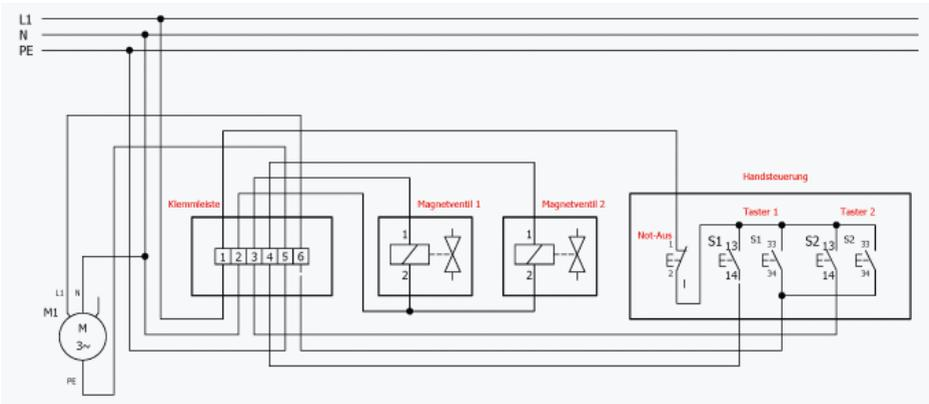 L1
N
PE
Handsteuerung
Klemmleiste
Magnetventil 1
Magnetventil 2
Taster 1
Taster 2
Not-Aus
1
2
S1
13
14
S1
33
34
S2
13
14
S2
33
34
1
2
1
2
1 2 3 4 5 6
L1
N
M1
M
3~
PE